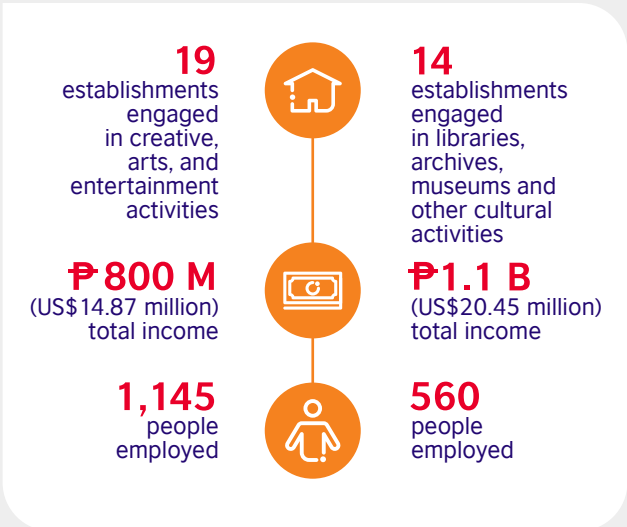 19
establishments
engaged
in creative,
arts, and
entertainment
activities
14
establishments
engaged
in libraries,
archives,
museums and
other cultural
activities
₱800 M
(US$14.87 million)
total income
₱1.1 B
(US$20.45 million)
total income
1,145
people
employed
560
people
employed